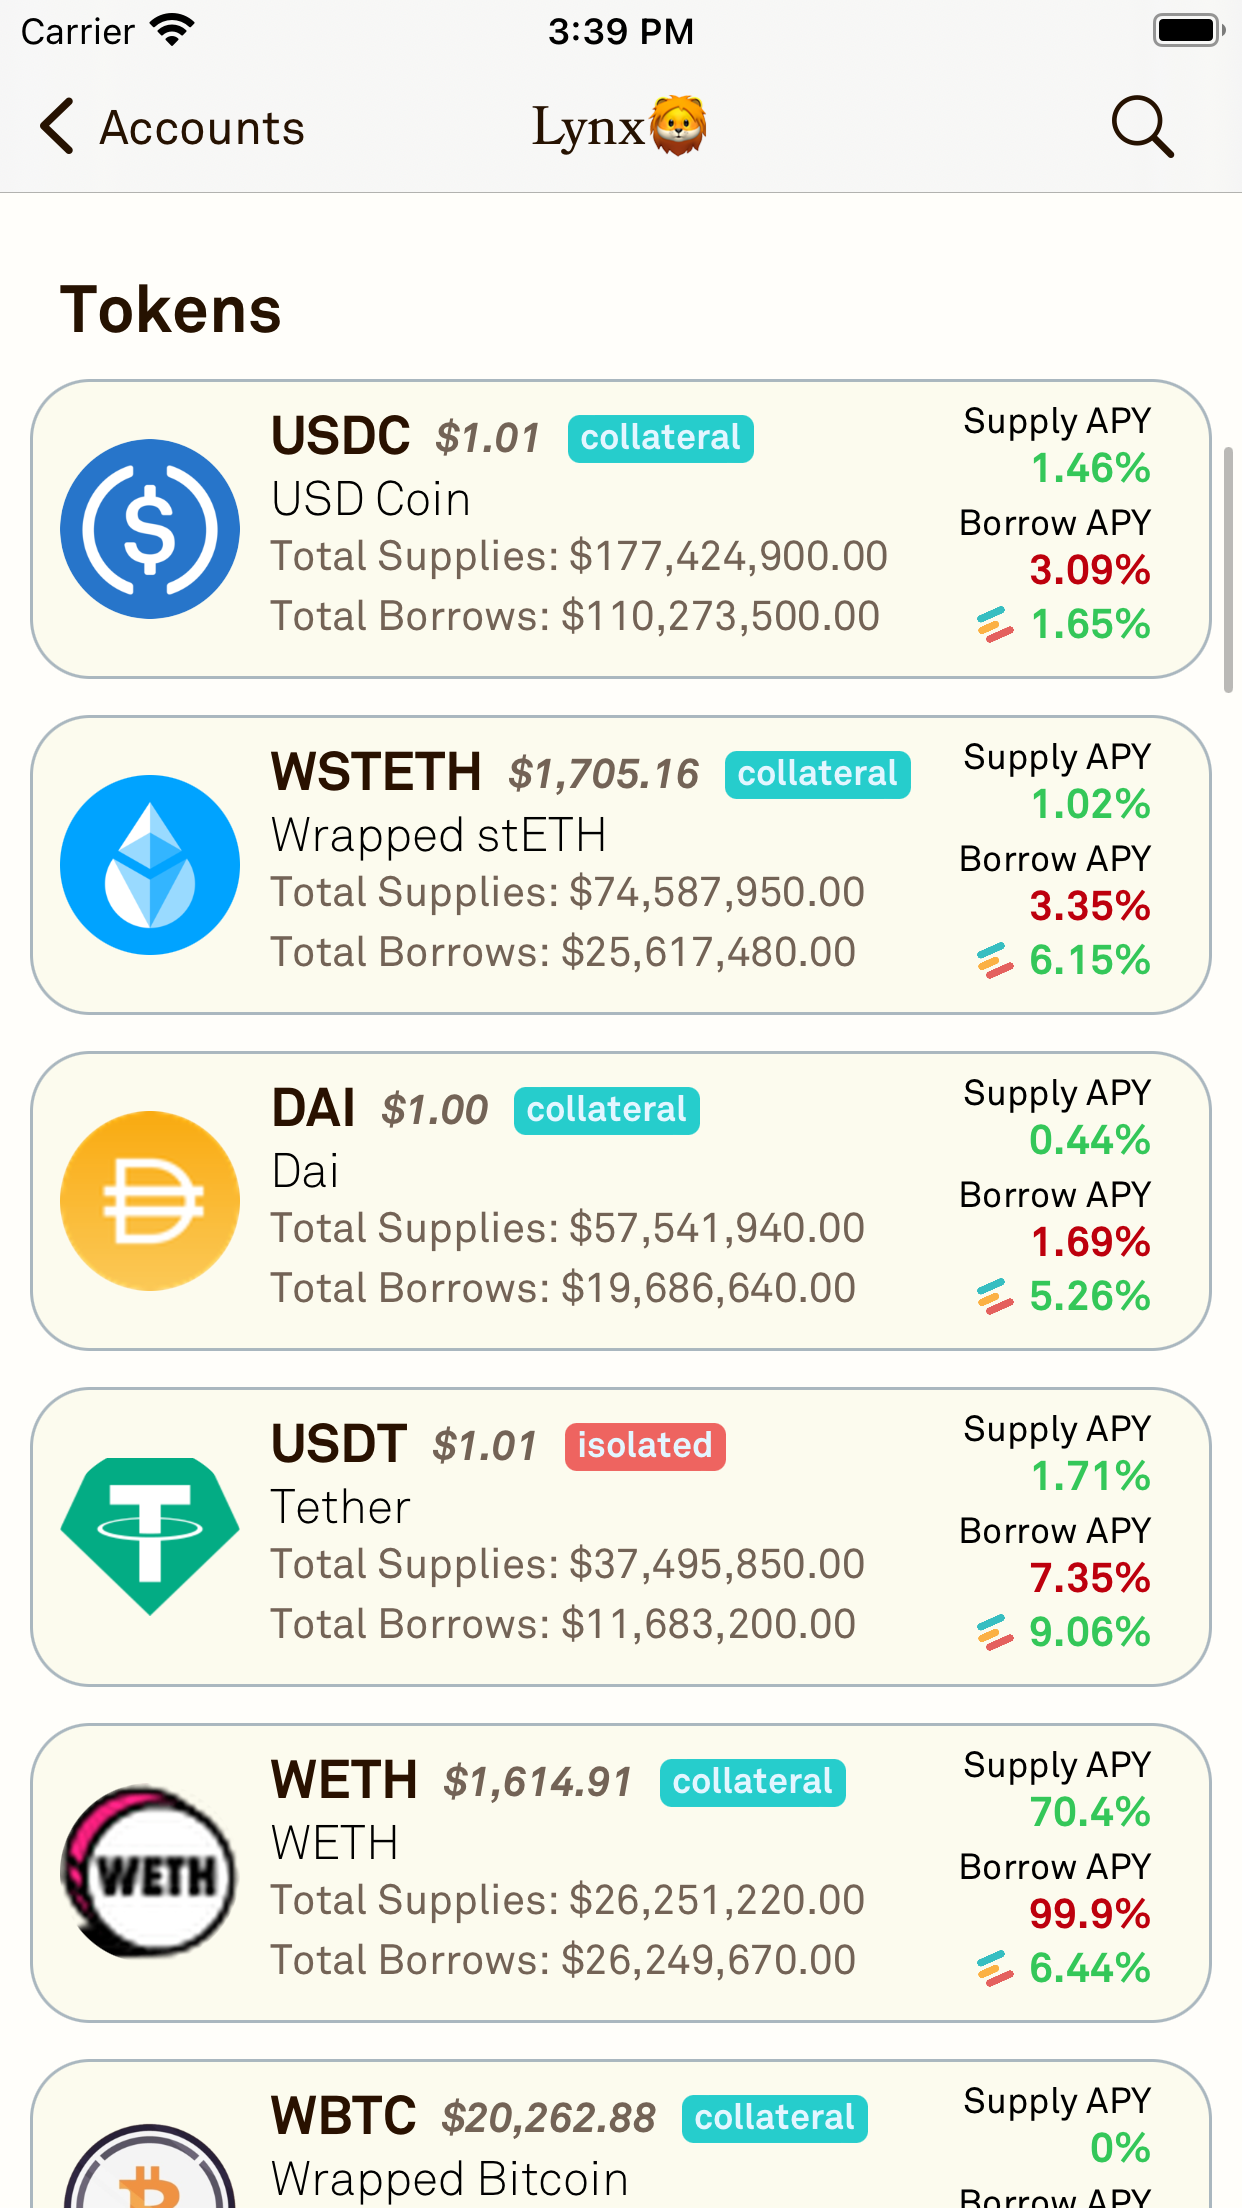 Carrier 3:39 PM
Accounts Lynx🦁
Tokens
USDC $1.01 collateral
USD Coin
Total Supplies: $177,424,900.00
Total Borrows: $110,273,500.00
Supply APY
1.46%
Borrow APY
3.09%
1.65%
WSTETH $1,705.16 collateral
Wrapped stETH
Total Supplies: $74,587,950.00
Total Borrows: $25,617,480.00
Supply APY
1.02%
Borrow APY
3.35%
6.15%
DAI $1.00 collateral
Dai
Total Supplies: $57,541,940.00
Total Borrows: $19,686,640.00
Supply APY
0.44%
Borrow APY
1.69%
5.26%
USDT $1.01 isolated
Tether
Total Supplies: $37,495,850.00
Total Borrows: $11,683,200.00
Supply APY
1.71%
Borrow APY
7.35%
9.06%
WETH
WETH $1,614.91 collateral
WETH
Total Supplies: $26,251,220.00
Total Borrows: $26,249,670.00
Supply APY
70.4%
Borrow APY
99.9%
6.44%
WBTC $20,262.88 collateral
Wrapped Bitcoin
Supply APY
0%
Borrow APY